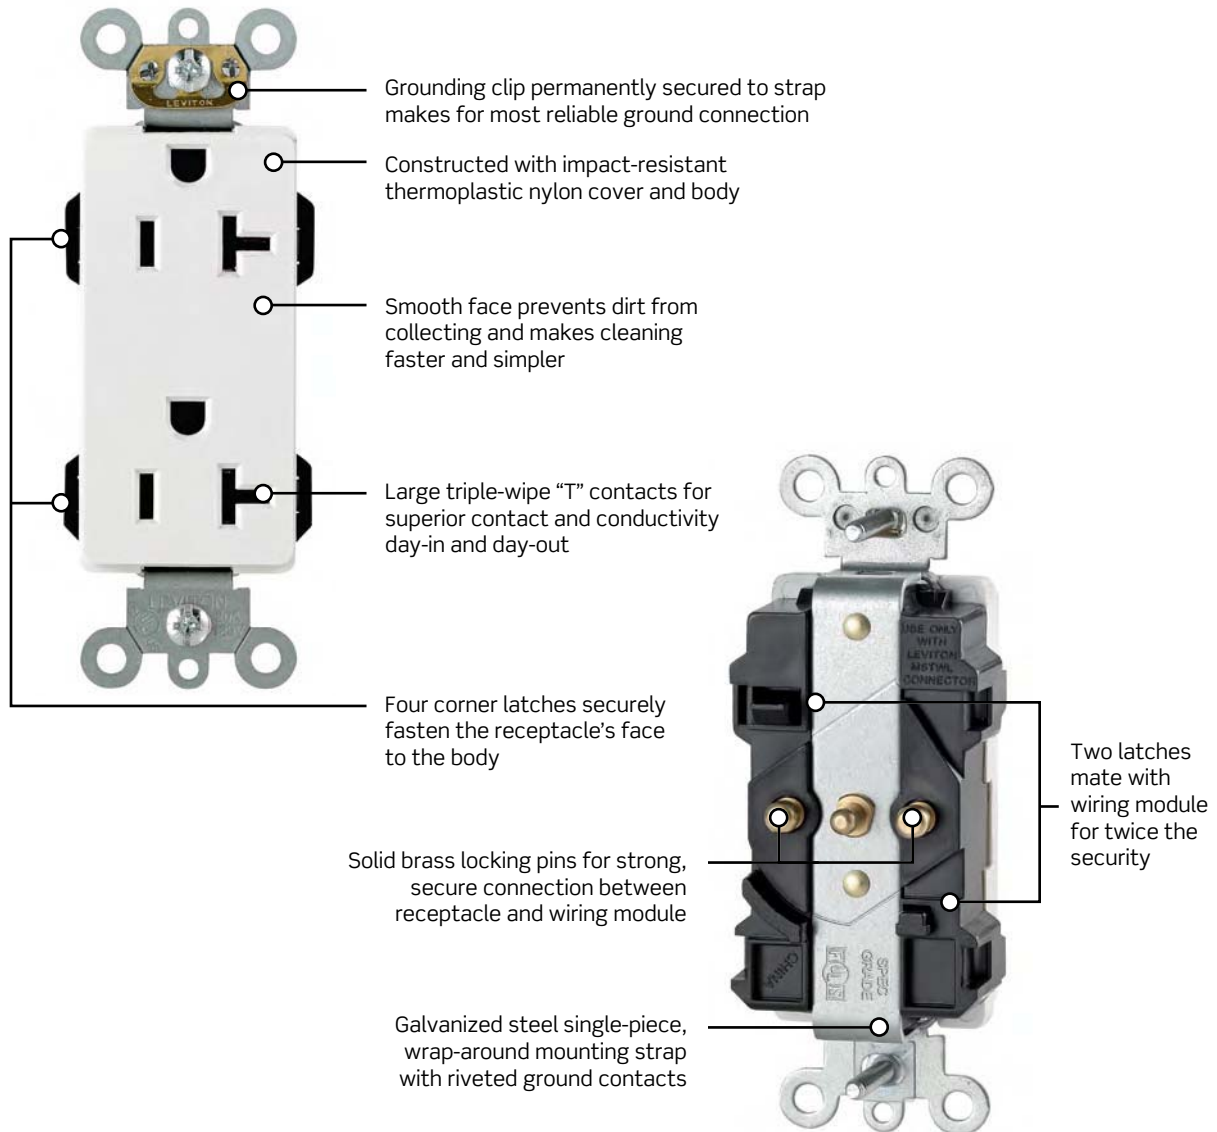 LEVITON
Grounding clip permanently secured to strap
makes for most reliable ground connection
Constructed with impact-resistant
thermoplastic nylon cover and body
Smooth face prevents dirt from
collecting and makes cleaning
faster and simpler
Large triple-wipe “T” contacts for
superior contact and conductivity
day-in and day-out
LEVITON
Four corner latches securely
fasten the receptacle’s face
to the body
USE ONLY
WITH
LEVITON
MSTWL
CONNECTOR
Two latches
mate with
wiring module
for twice the
security
Solid brass locking pins for strong,
secure connection between
receptacle and wiring module
CHINA
SPEC
GRADE
Galvanized steel single-piece,
wrap-around mounting strap
with riveted ground contacts